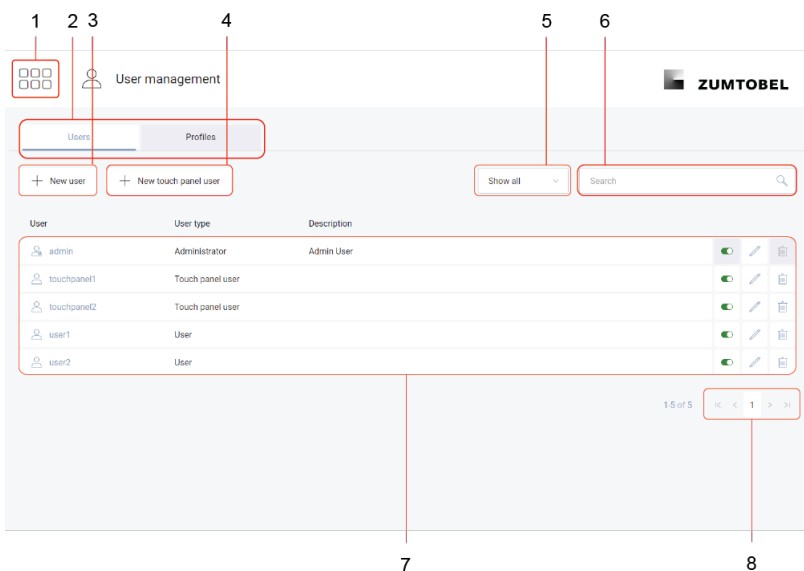 1 2 3 4 5 6
User management ZUMTOBEL
Users Profiles
New user New touch panel user Show all Search
User User type Description
admin Administrator Admin User
touchpanel1 Touch panel user
touchpanel2 Touch panel user
user1 User
user2 User
1-5 of 5 1
7 8